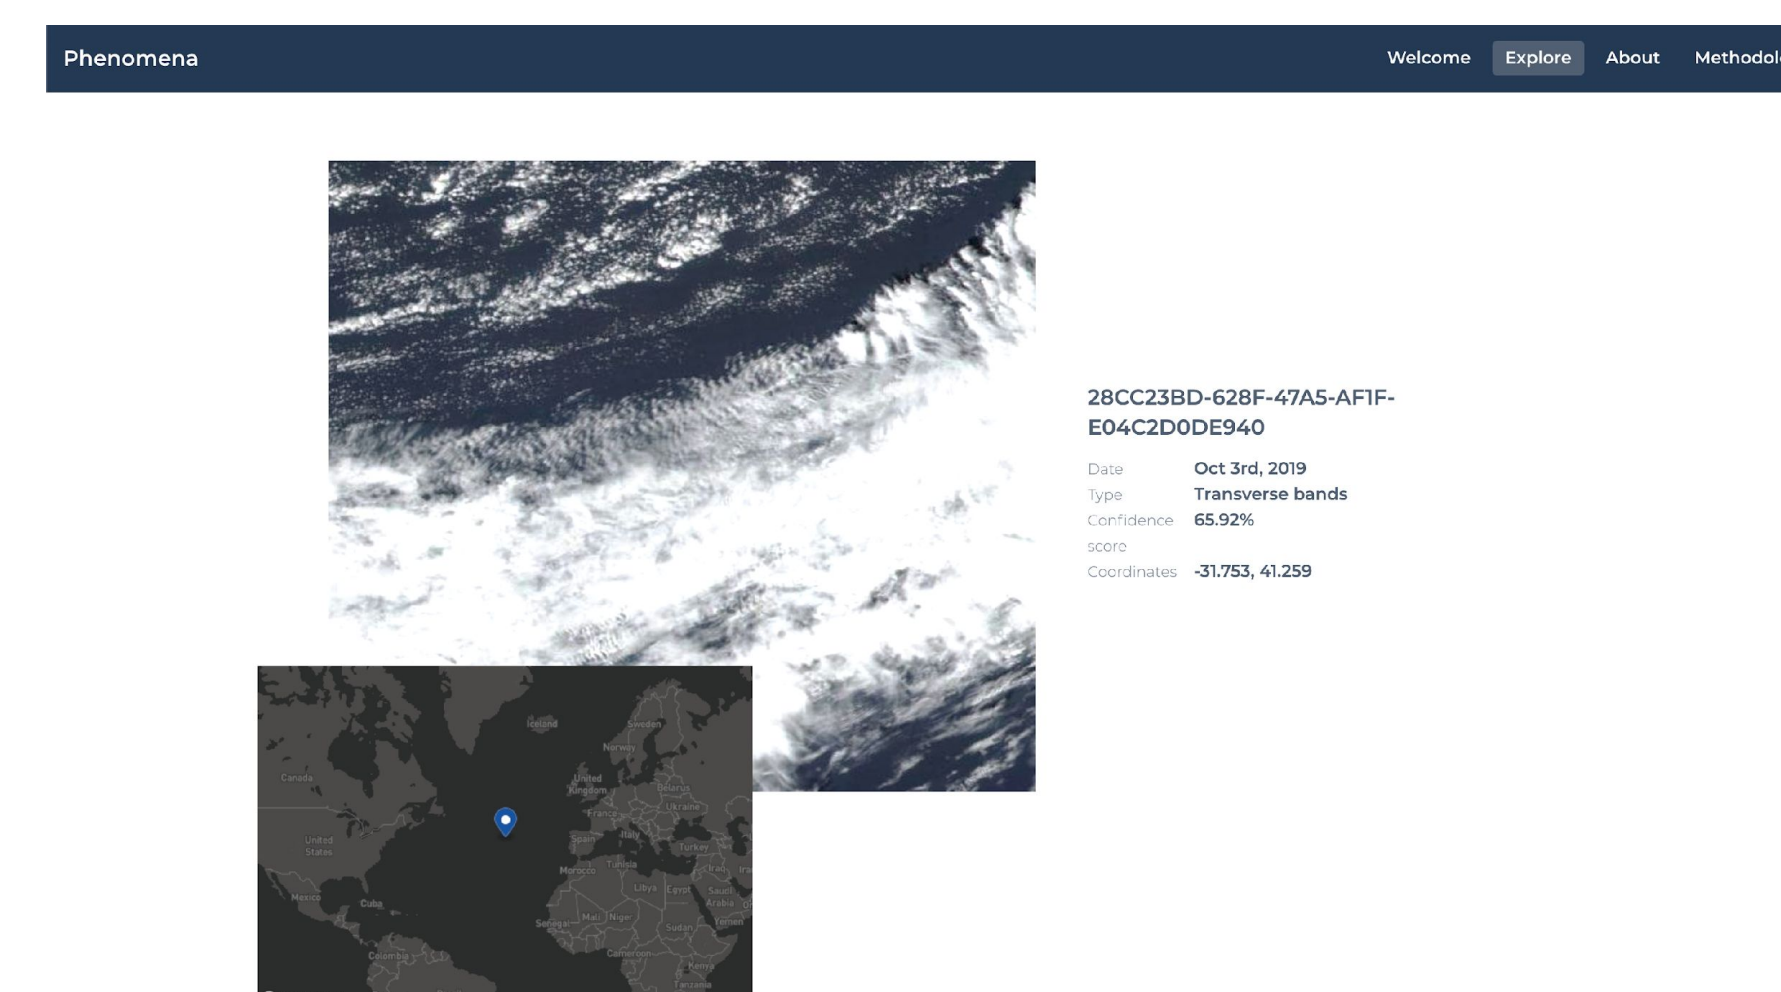 Phenomena
Welcome Explore About
28CC23BD-628F-47A5-AF1F-
E04C2D0DE940
Date Oct 3rd, 2019
Type Transverse bands
Confidence 65.92%
score
Coordinates -31.753, 41.259
Iceland
Sweden
Norway
Canada
United
Kingdom
Belarus
France
Ukraine
United
States
Spain
Italy
Turkey
Morocco
Tunisia
Iraq
Libya
Egypt
Saudi
Arabia
Mexico
Cuba
Senegal
Mali
Niger
Yemen
Sudan
Colombia
Cameroon
Kenya
Tanzania